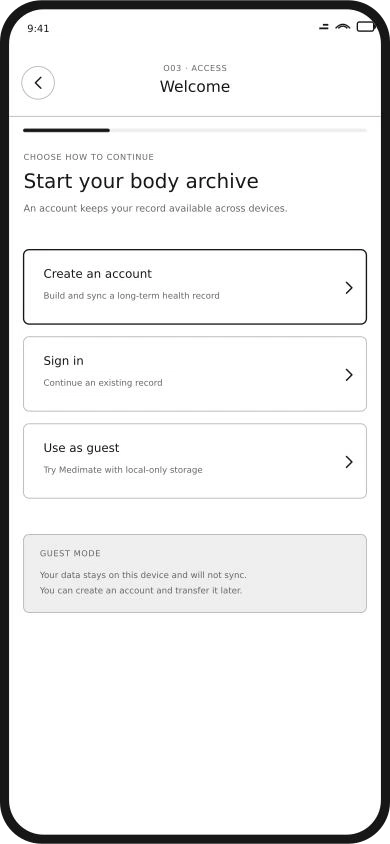 9:41
O03 · ACCESS
Welcome
CHOOSE HOW TO CONTINUE
Start your body archive
An account keeps your record available across devices.
Create an account
Build and sync a long-term health record
Sign in
Continue an existing record
Use as guest
Try Medimate with local-only storage
GUEST MODE
Your data stays on this device and will not sync.
You can create an account and transfer it later.